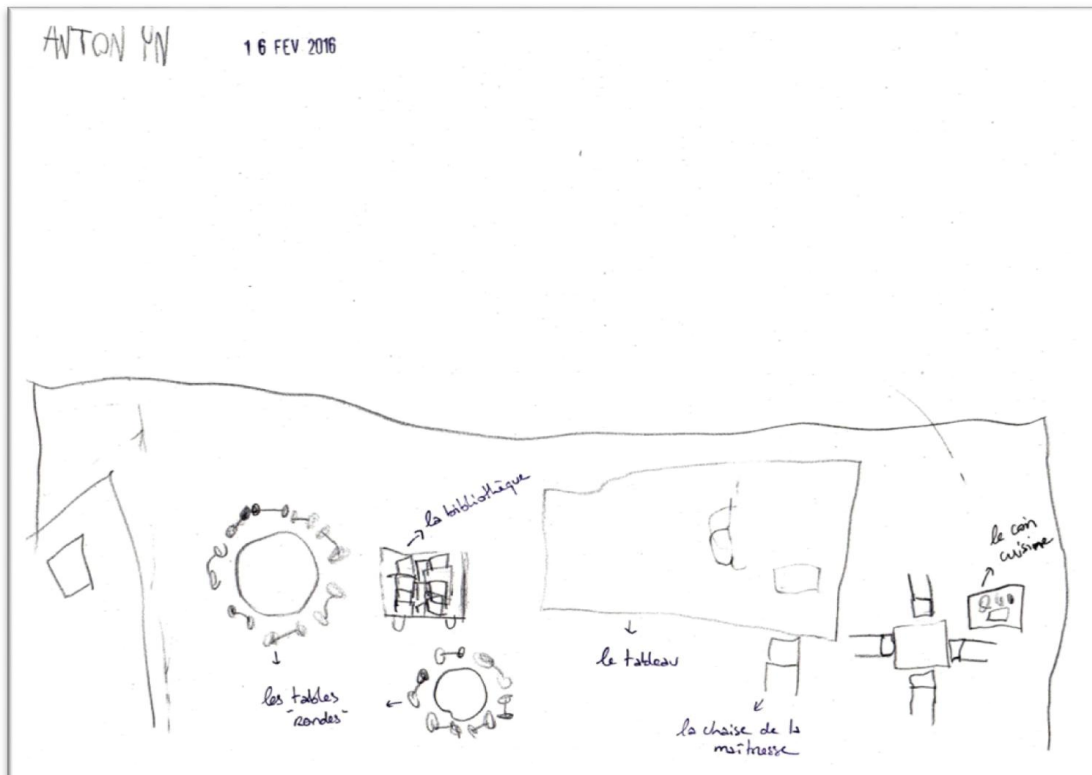 ANTON YN
16 FEV 2016
la bibliothèque
le coin
cuisine
le tableau
les tables
"rondes"
la chaise de la
maîtresse